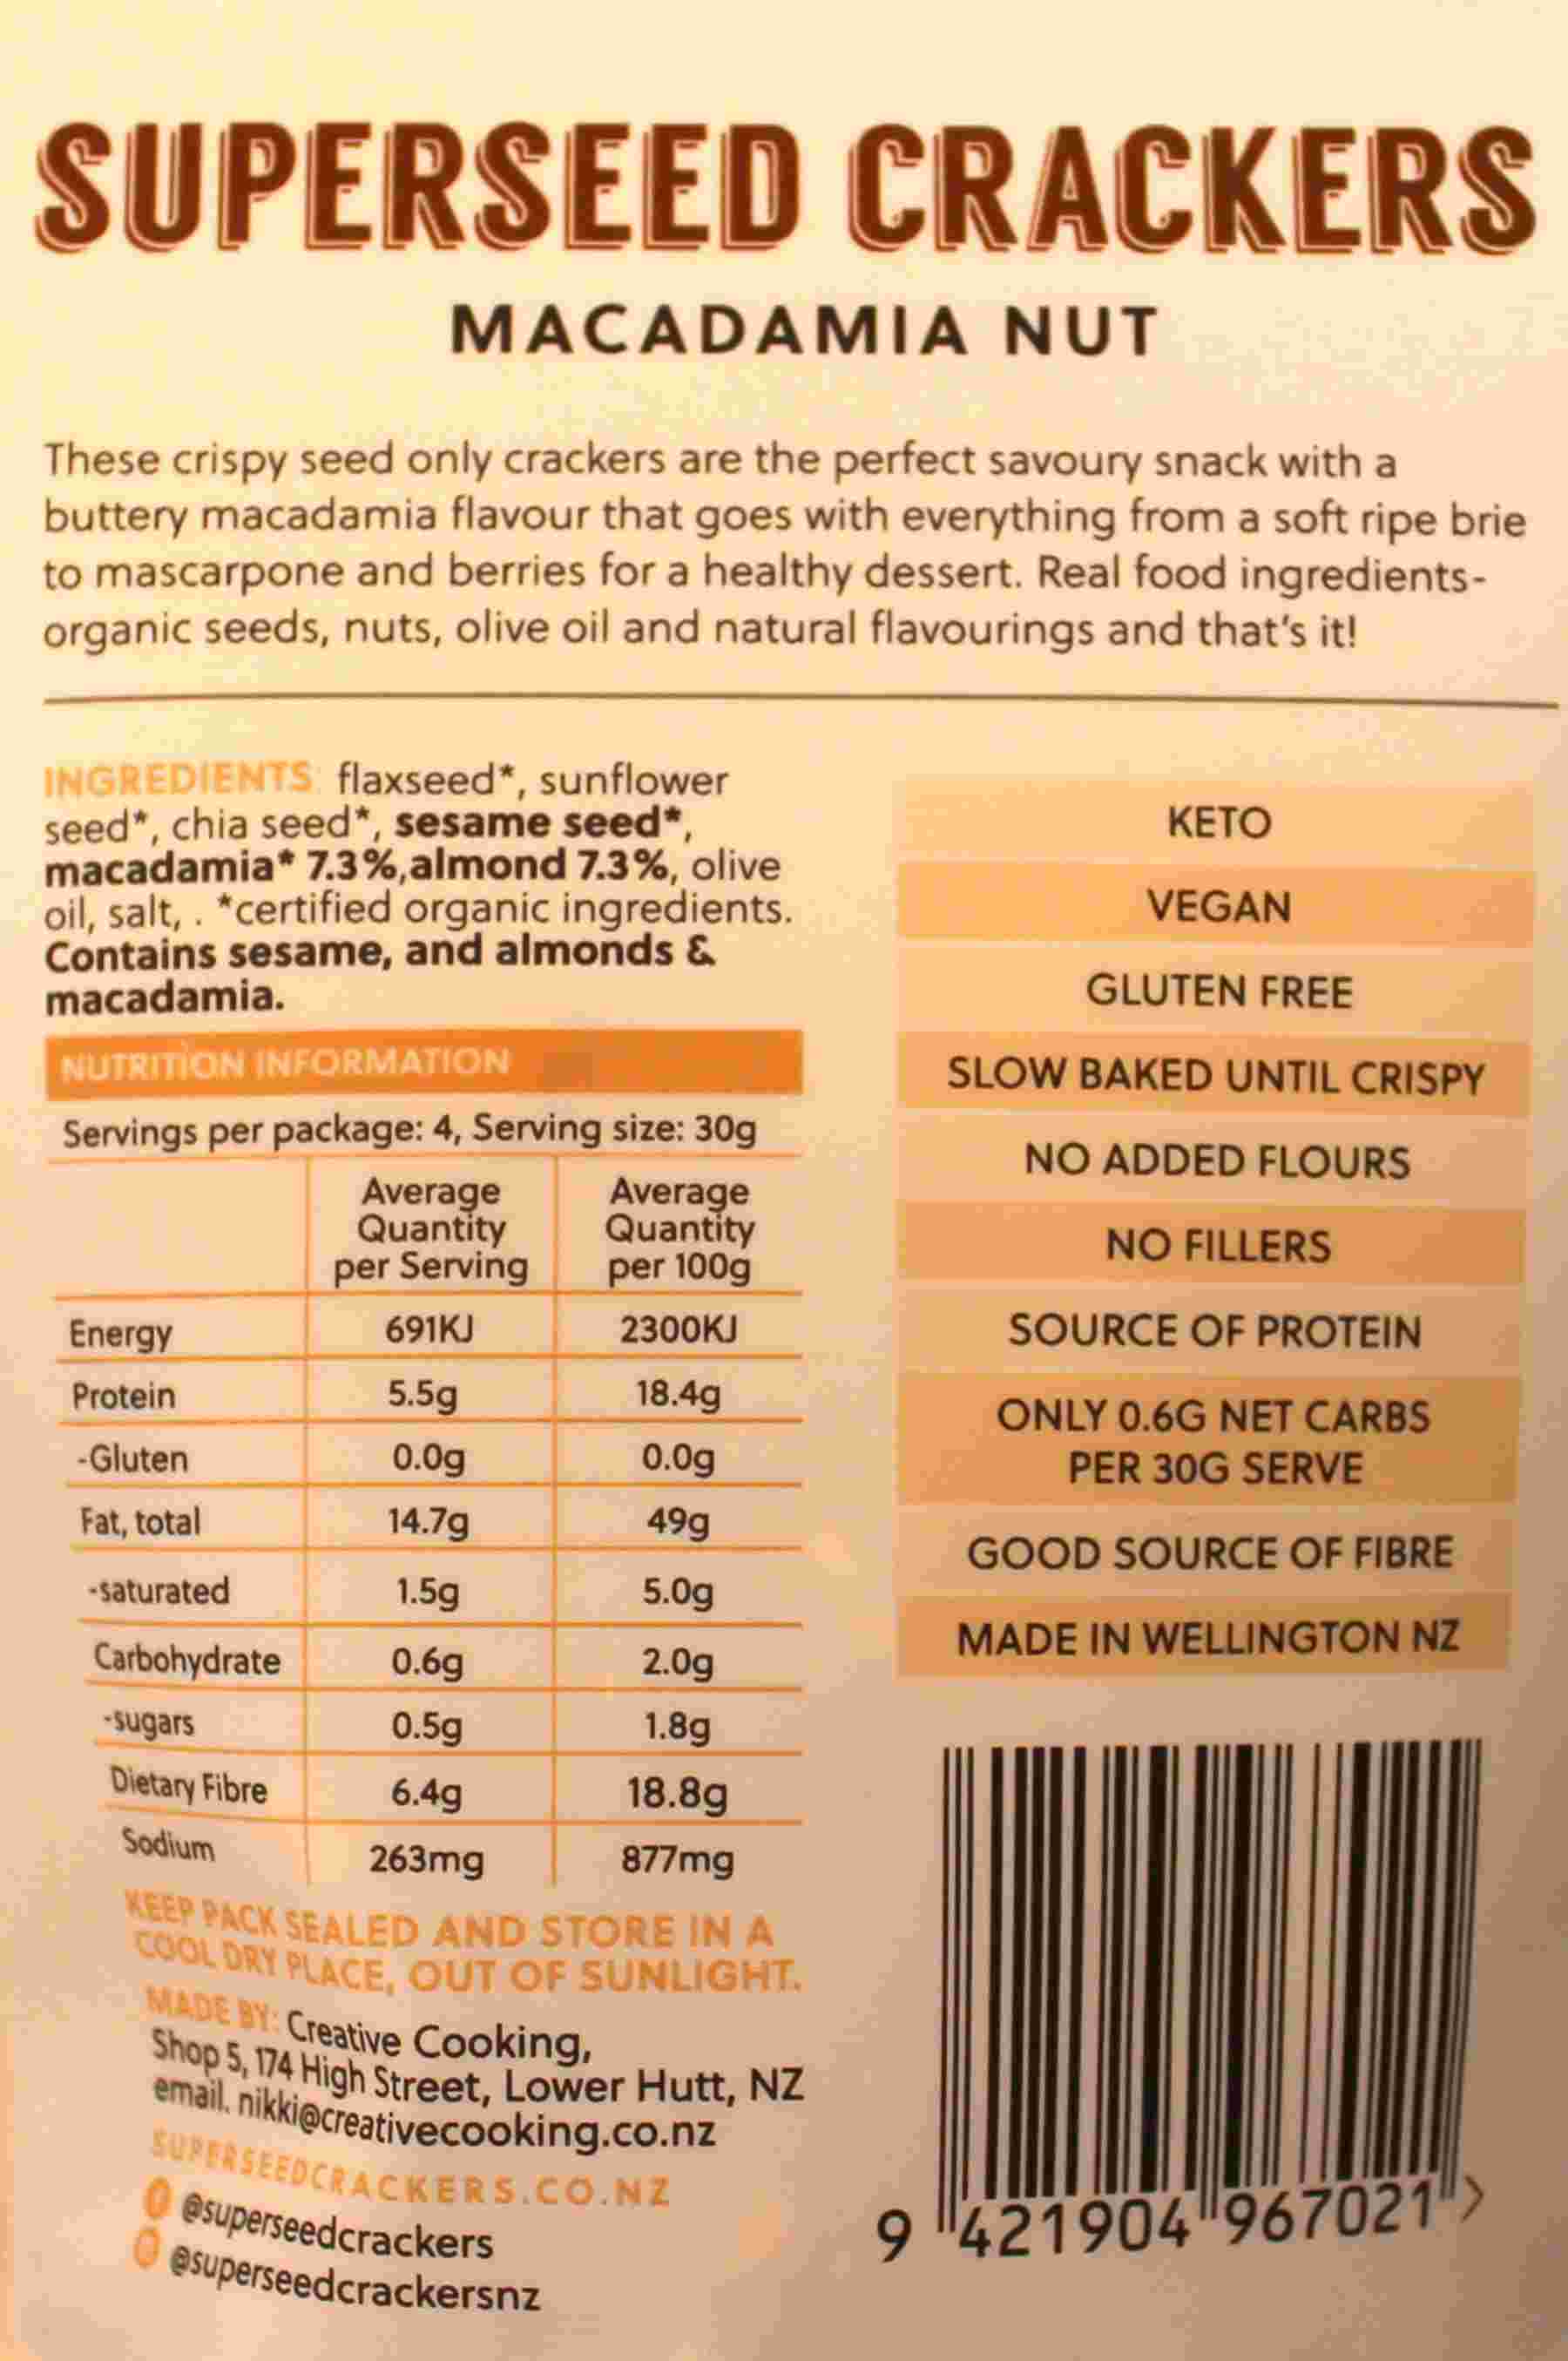 SUPERSEED CRACKERS
MACADAMIA NUT
These crispy seed only crackers are the perfect savoury snack with a
buttery macadamia flavour that goes with everything from a soft ripe brie
to mascarpone and berries for a healthy dessert. Real food ingredients-
organic seeds, nuts, olive oil and natural flavourings and that's it!
INGREDIENTS: flaxseed*, sunflower
seed*, chia seed*, sesame seed*,
macadamia* 7.3%,almond 7.3%, olive
oil, salt, . *certified organic ingredients.
Contains sesame, and almonds &
macadamia.
NUTRITION INFORMATION
Servings per package: 4, Serving size: 30g
Average Quantity per Serving Average Quantity per 100g
Energy 691KJ 2300KJ
Protein 5.5g 18.4g
-Gluten 0.0g 0.0g
Fat, total 14.7g 49g
-saturated 1.5g 5.0g
Carbohydrate 0.6g 2.0g
-sugars 0.5g 1.8g
Dietary Fibre 6.4g 18.8g
Sodium 263mg 877mg
KEEP PACK SEALED AND STORE IN A
COOL DRY PLACE, OUT OF SUNLIGHT.
MADE BY: Creative Cooking,
Shop 5, 174 High Street, Lower Hutt, NZ
email. nikki@creativecooking.co.nz
SUPERSEEDCRACKERS.CO.NZ
@superseedcrackers
@superseedcrackersnz
KETO
VEGAN
GLUTEN FREE
SLOW BAKED UNTIL CRISPY
NO ADDED FLOURS
NO FILLERS
SOURCE OF PROTEIN
ONLY 0.6G NET CARBS
PER 30G SERVE
GOOD SOURCE OF FIBRE
MADE IN WELLINGTON NZ
9 421904 967021 >